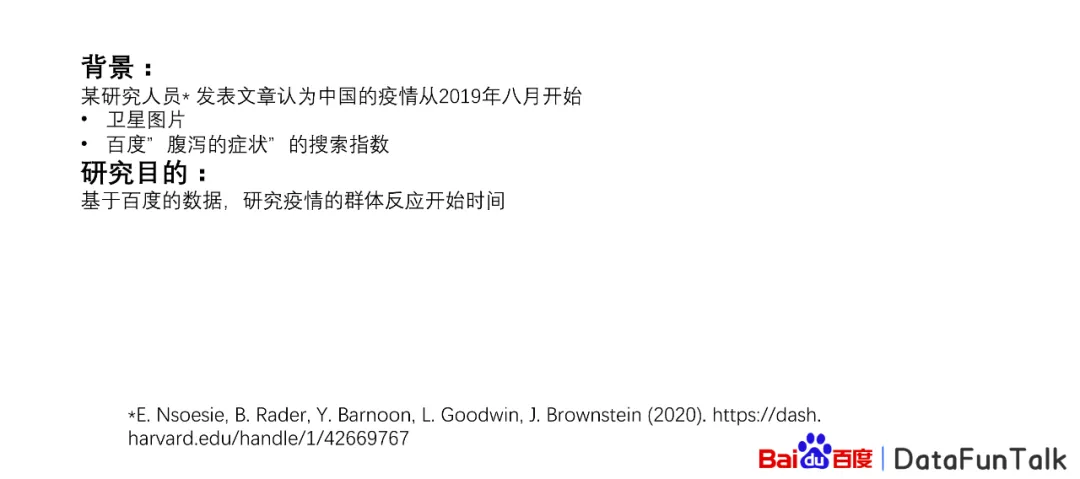 背景：
某研究人员* 发表文章认为中国的疫情从2019年八月开始
• 卫星图片
• 百度” 腹泻的症状” 的搜索指数
研究目的：
基于百度的数据，研究疫情的群体反应开始时间
*E. Nsoesie, B. Rader, Y. Barnoon, L. Goodwin, J. Brownstein (2020). https://dash.
harvard.edu/handle/1/42669767
Bai du 百度 | DataFunTalk